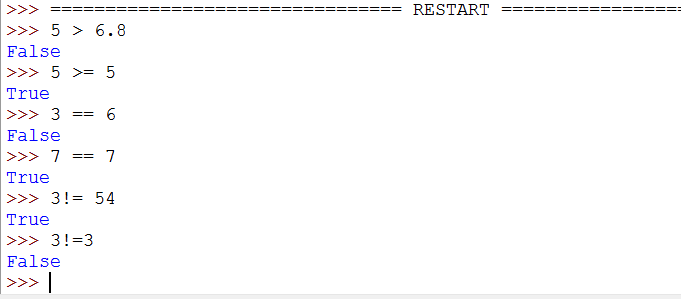 >>> ================================ RESTART =================
>>> 5 > 6.8
False
>>> 5 >= 5
True
>>> 3 == 6
False
>>> 7 == 7
True
>>> 3!= 54
True
>>> 3!=3
False
>>>